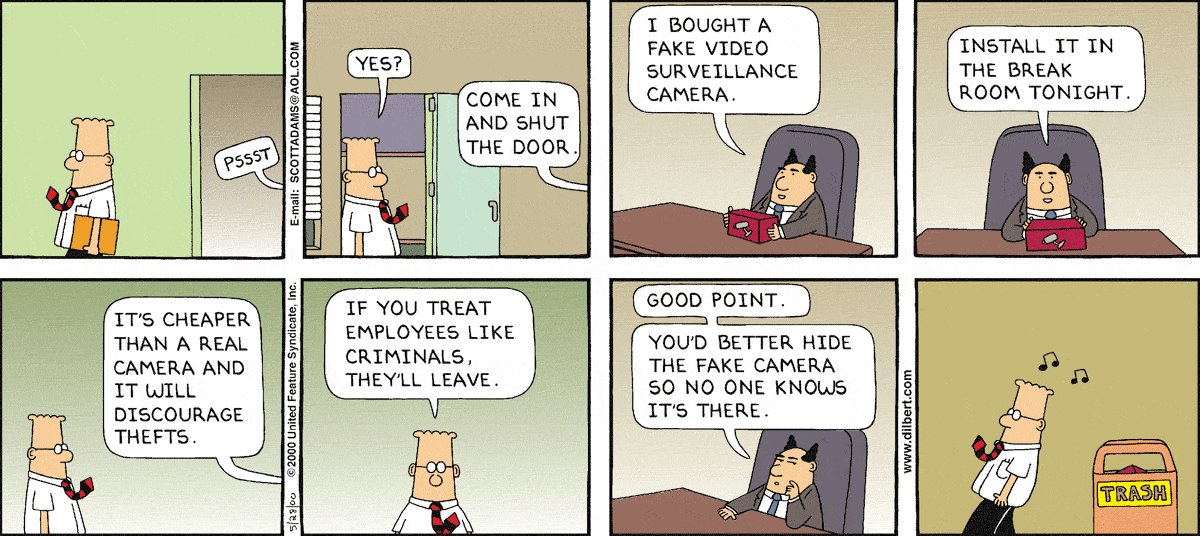 PSSST
E-mail: SCOTTADAMS@AOL.COM
YES?
COME IN
AND SHUT
THE DOOR.
I BOUGHT A
FAKE VIDEO
SURVEILLANCE
CAMERA.
INSTALL IT IN
THE BREAK
ROOM TONIGHT.
IT'S CHEAPER
THAN A REAL
CAMERA AND
IT WILL
DISCOURAGE
THEFTS.
5/28/00 ©2000 United Feature Syndicate, Inc.
IF YOU TREAT
EMPLOYEES LIKE
CRIMINALS,
THEY'LL LEAVE.
GOOD POINT.
YOU'D BETTER HIDE
THE FAKE CAMERA
SO NO ONE KNOWS
IT'S THERE.
www.dilbert.com
TRASH